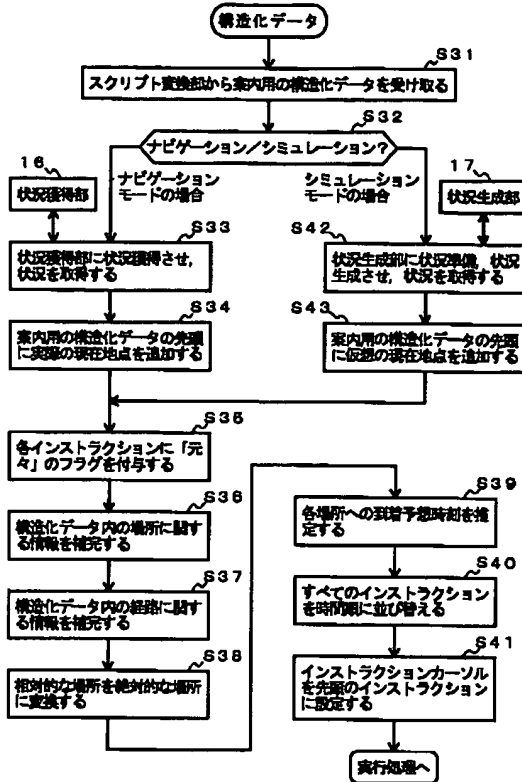 構造化データ
S31
スクリプト変換部から案内用の構造化データを受け取る
S32
ナビゲーション/シミュレーション?
16
状況獲得部
ナビゲーション
モードの場合
シミュレーション
モードの場合
17
状況生成部
S33
状況獲得部に状況獲得させ,
状況を取得する
S42
状況生成部に状況準備, 状況
生成させ, 状況を取得する
S34
案内用の構造化データの先頭
に実際の現在地点を追加する
S43
案内用の構造化データの先頭
に仮想の現在地点を追加する
S35
各インストラクションに「元
々」のフラグを付与する
S36
構造化データ内の場所に関す
る情報を補完する
S37
構造化データ内の経路に関す
る情報を補完する
S38
相対的な場所を絶対的な場所
に変換する
S39
各場所への到着予想時刻を推
定する
S40
すべてのインストラクション
を時間順に並び替える
S41
インストラクションカーソル
を先頭のインストラクション
に設定する
実行処理へ